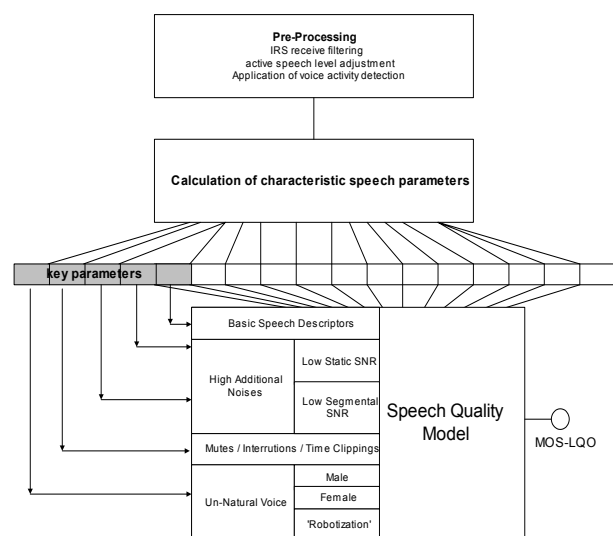 Pre-Processing
IRS receive filtering
active speech level adjustment
Application of voice activity detection
Calculation of characteristic speech parameters
key parameters
Basic Speech Descriptors
High Additional
Noises
Low Static SNR
Low Segmental
SNR
Mutes / Interrutions / Time Clippings
Un-Natural Voice
Male
Female
'Robotization'
Speech Quality
Model
MOS-LQO